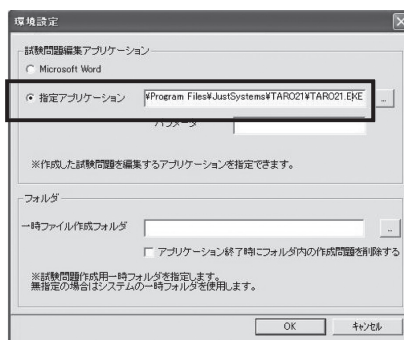 環境設定
試験問題編集アプリケーション
Microsoft Word
指定アプリケーション ¥Program Files¥JustSystems¥TARO21¥TARO21.EXE ...
パラメータ
※作成した試験問題を編集するアプリケーションを指定できます。
フォルダ
一時ファイル作成フォルダ ...
アプリケーション終了時にフォルダ内の作成問題を削除する
※試験問題作成用一時フォルダを指定します。
無指定の場合はシステムの一時フォルダを使用します。
OK キャンセル